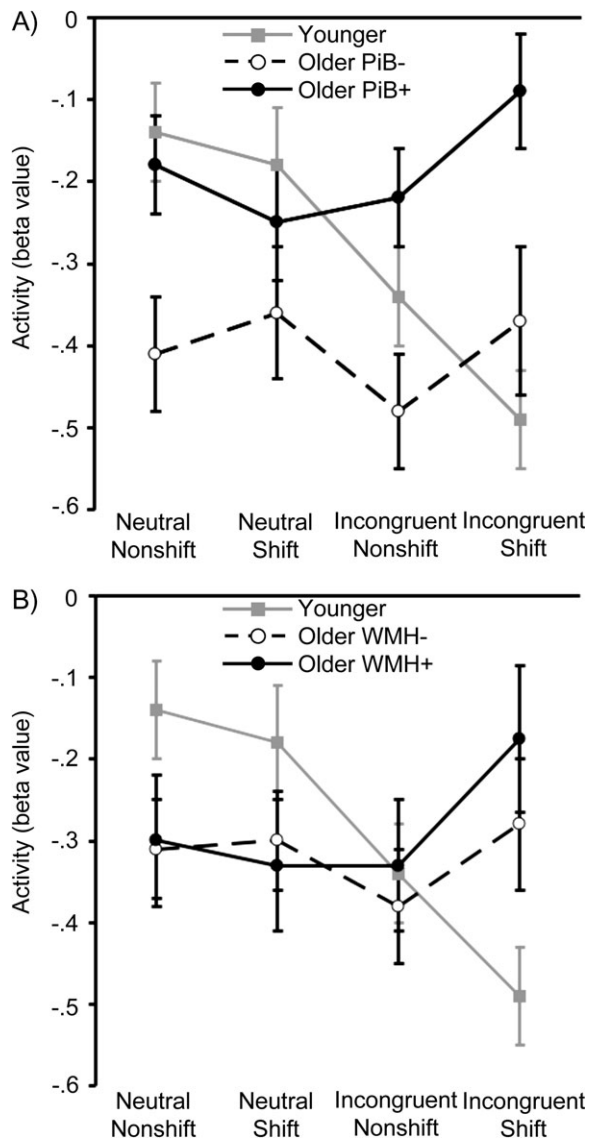 A)
0
-.1
-.2
-.3
-.4
-.5
-.6
Activity (beta value)
Younger
Older PiB-
Older PiB+
Neutral Nonshift
Neutral Shift
Incongruent Nonshift
Incongruent Shift
B)
0
-.1
-.2
-.3
-.4
-.5
-.6
Activity (beta value)
Younger
Older WMH-
Older WMH+
Neutral Nonshift
Neutral Shift
Incongruent Nonshift
Incongruent Shift